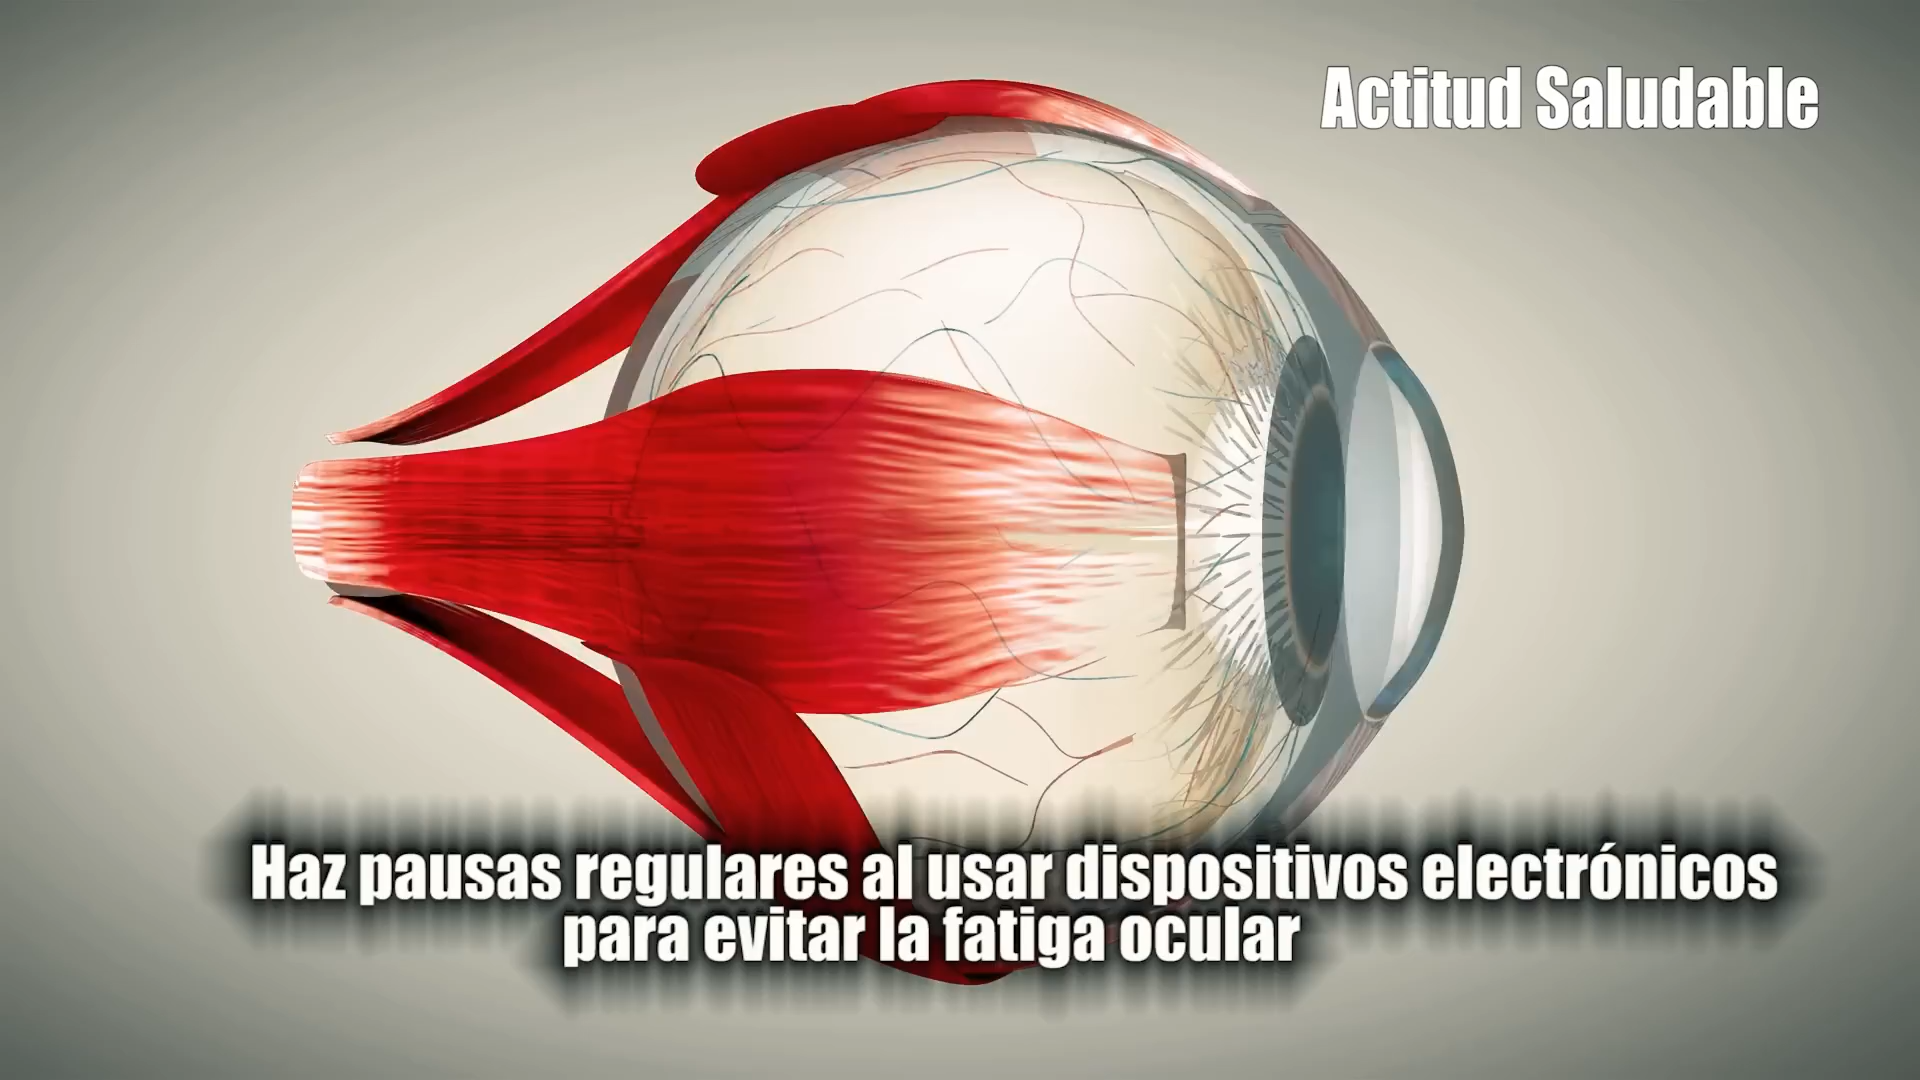 Actitud Saludable
Haz pausas regulares al usar dispositivos electrónicos
para evitar la fatiga ocular